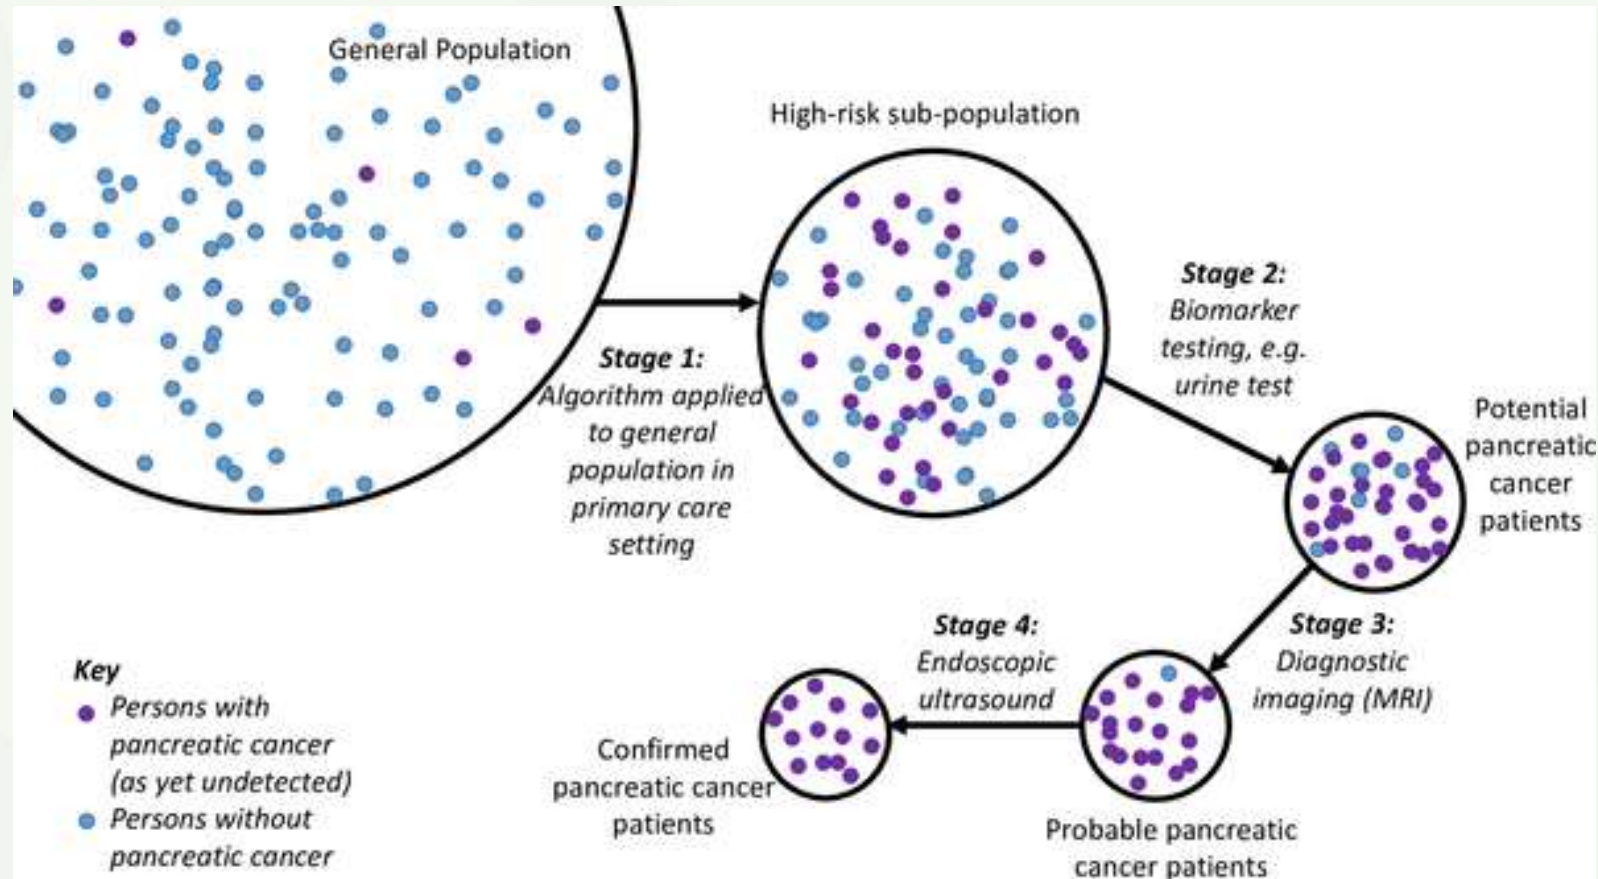 General Population
High-risk sub-population
Stage 1:
Algorithm applied
to general
population in
primary care
setting
Stage 2:
Biomarker
testing, e.g.
urine test
Potential
pancreatic
cancer
patients
Stage 3:
Diagnostic
imaging (MRI)
Probable pancreatic
cancer patients
Stage 4:
Endoscopic
ultrasound
Confirmed
pancreatic cancer
patients
Key
Persons with
pancreatic cancer
(as yet undetected)
Persons without
pancreatic cancer